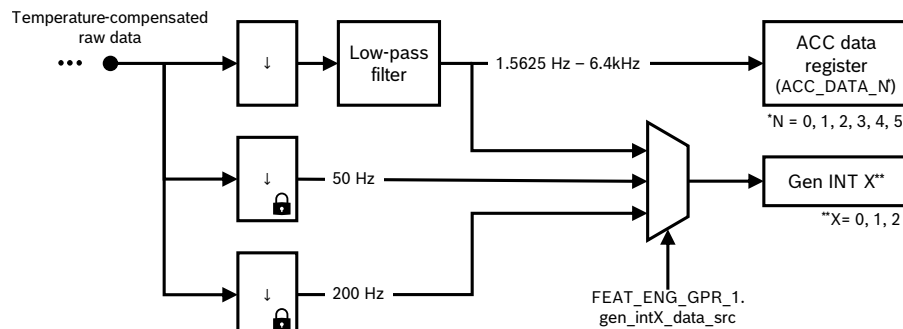 Temperature-compensated
raw data
•••
↓
Low-pass
filter
1.5625 Hz – 6.4kHz
ACC data
register
(ACC_DATA_N*)
*N = 0, 1, 2, 3, 4, 5
↓
50 Hz
Gen INT X**
**X= 0, 1, 2
↓
200 Hz
FEAT_ENG_GPR_1.
gen_intX_data_src